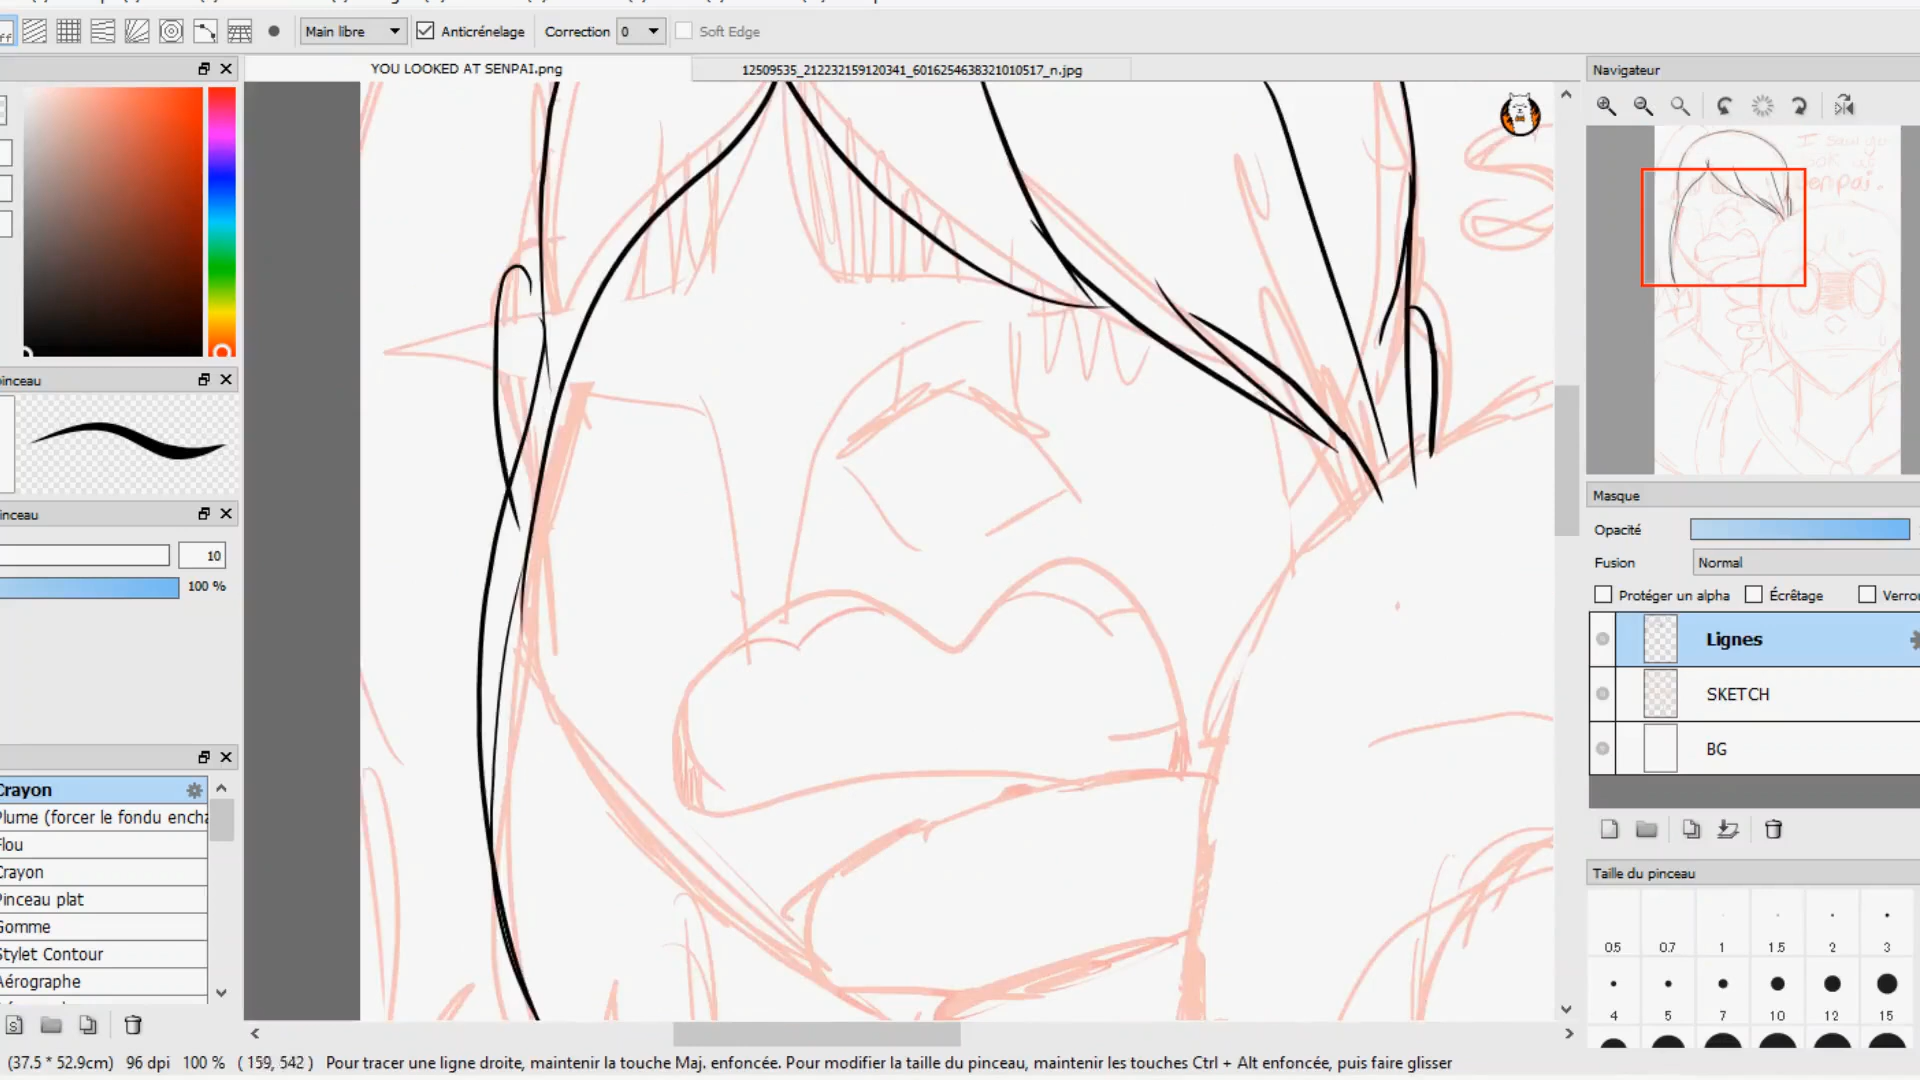 Main libre
Anticrénelage
Correction
0
Soft Edge
YOU LOOKED AT SENPAI.png
12509535_212232159120341_6016254638321010517_n.jpg
Navigateur
I saw
senpai.
pinceau
pinceau
10
100 %
Masque
Opacité
Fusion
Normal
Protéger un alpha
Écrêtage
Verro
Lignes
SKETCH
BG
Crayon
Plume (forcer le fondu encha
Flou
Crayon
Pinceau plat
Gomme
Stylet Contour
Aérographe
Taille du pinceau
0.5 0.7 1 1.5 2 3
4 5 7 10 12 15
(37.5 * 52.9cm) 96 dpi 100 % ( 159, 542 ) Pour tracer une ligne droite, maintenir la touche Maj. enfoncée. Pour modifier la taille du pinceau, maintenir les touches Ctrl + Alt enfoncée, puis faire glisser